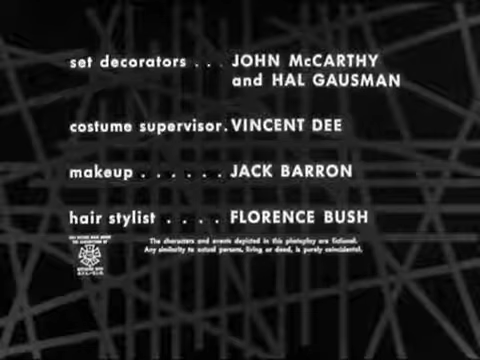 set decorators . . . JOHN McCARTHY
and HAL GAUSMAN
costume supervisor. VINCENT DEE
makeup . . . . . . JACK BARRON
hair stylist . . . . FLORENCE BUSH
The characters and events depicted in this photoplay are fictional.
Any similarity to actual persons, living or dead, is purely coincidental.